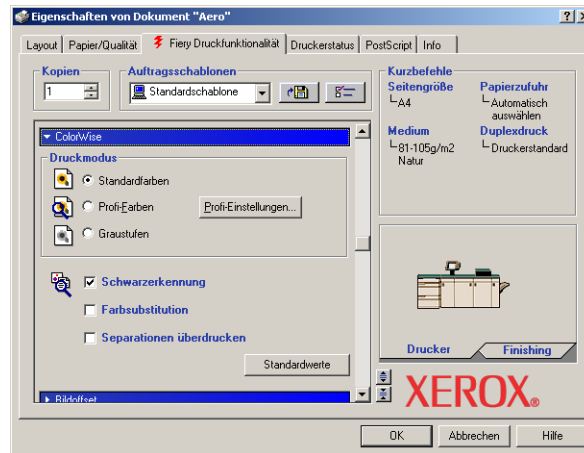 Eigenschaften von Dokument "Aero"
Layout Papier/Qualität Fiery Druckfunktionalität Druckerstatus PostScript Info
Kopien
1
Auftragsschablonen
Standardschablone
ColorWise
Druckmodus
Standardfarben
Profi-Farben
Profi-Einstellungen...
Graustufen
Schwarzerkennung
Farbsubstitution
Separationen überdrucken
Standardwerte
Bildoffset
Kurzbefehle
Seitengröße
A4
Papierzufuhr
Automatisch
auswählen
Medium
81-105g/m2
Natur
Duplexdruck
Druckerstandard
Drucker Finishing
XEROX®
OK Abbrechen Hilfe